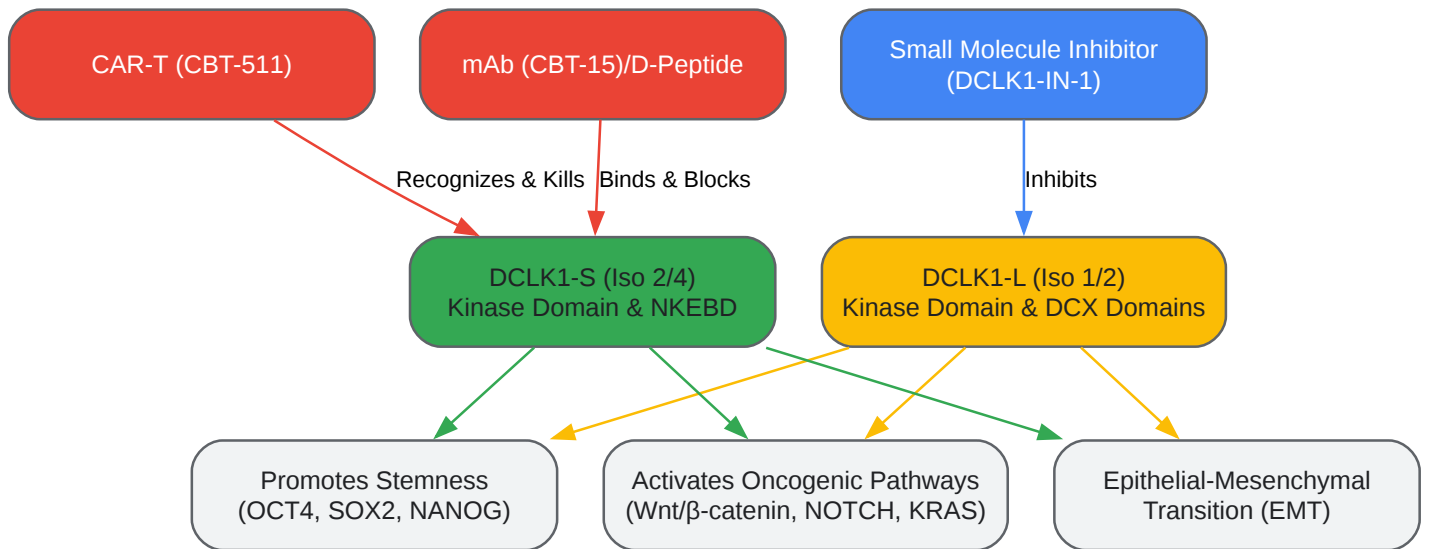 CAR-T (CBT-511)
mAb (CBT-15)/D-Peptide
Small Molecule Inhibitor
(DCLK1-IN-1)
Recognizes & Kills
Binds & Blocks
Inhibits
DCLK1-S (Iso 2/4)
Kinase Domain & NKEBD
DCLK1-L (Iso 1/2)
Kinase Domain & DCX Domains
Promotes Stemness
(OCT4, SOX2, NANOG)
Activates Oncogenic Pathways
(Wnt/β-catenin, NOTCH, KRAS)
Epithelial-Mesenchymal
Transition (EMT)